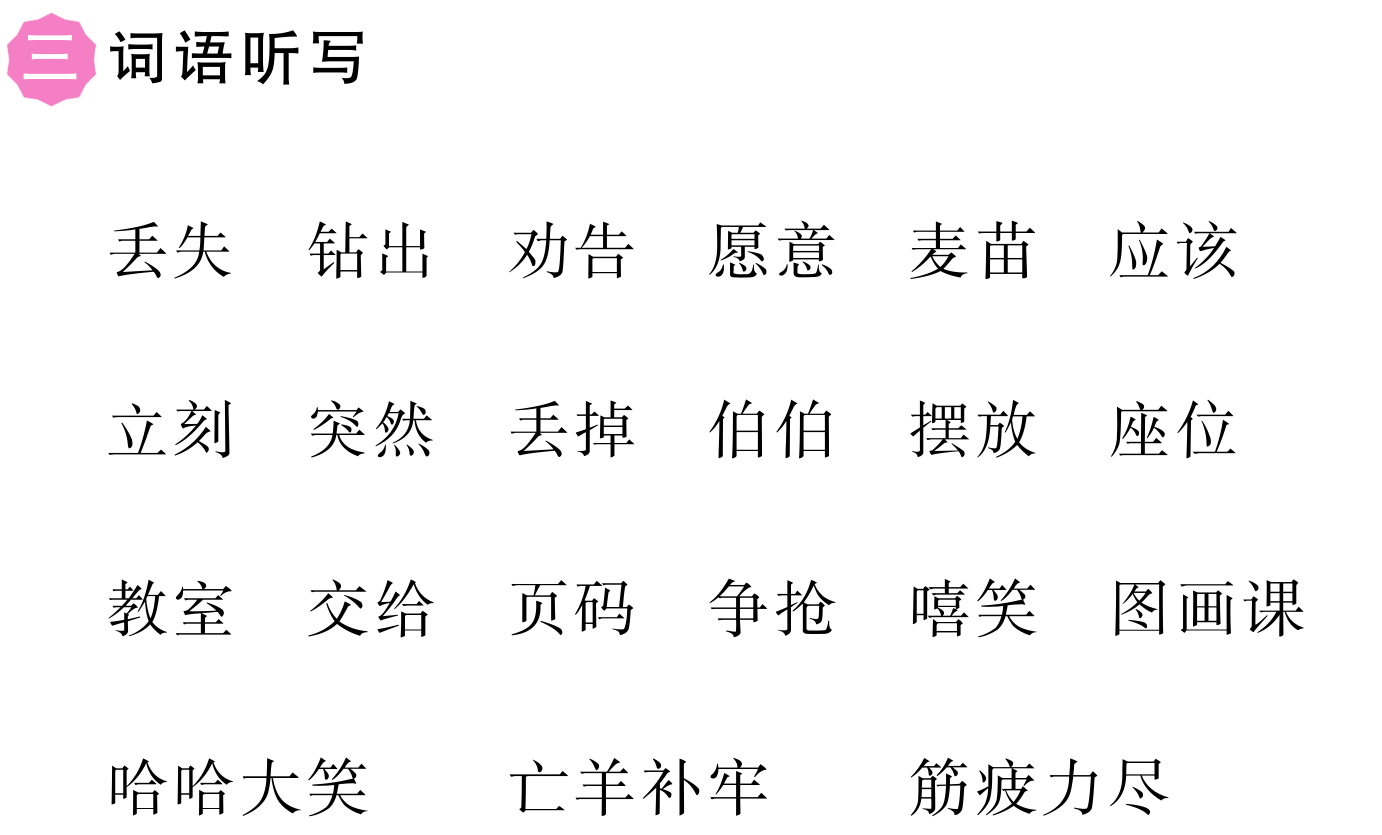 三 词语听写
丢失 钻出 劝告 愿意 麦苗 应该
立刻 突然 丢掉 伯伯 摆放 座位
教室 交给 页码 争抢 嘻笑 图画课
哈哈大笑 亡羊补牢 筋疲力尽